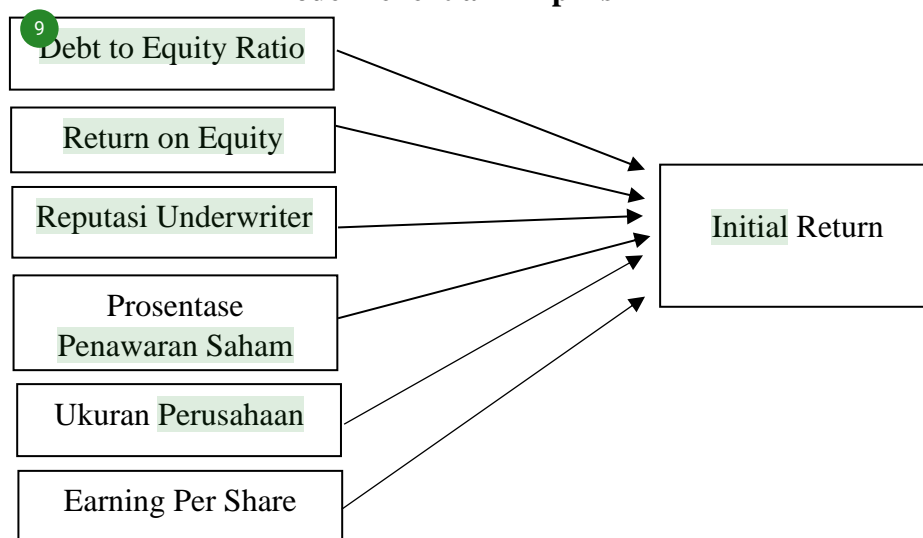 9
Debt to Equity Ratio
Return on Equity
Reputasi Underwriter
Initial Return
Prosentase
Penawaran Saham
Ukuran Perusahaan
Earning Per Share